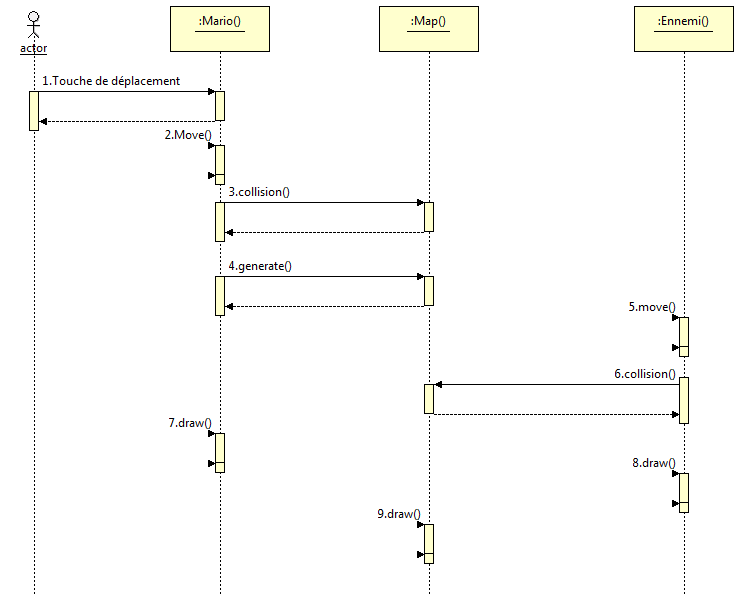 :Mario()
:Map()
:Ennemi()
actor
1.Touche de déplacement
2.Move()
3.collision()
4.generate()
5.move()
6.collision()
7.draw()
8.draw()
9.draw()